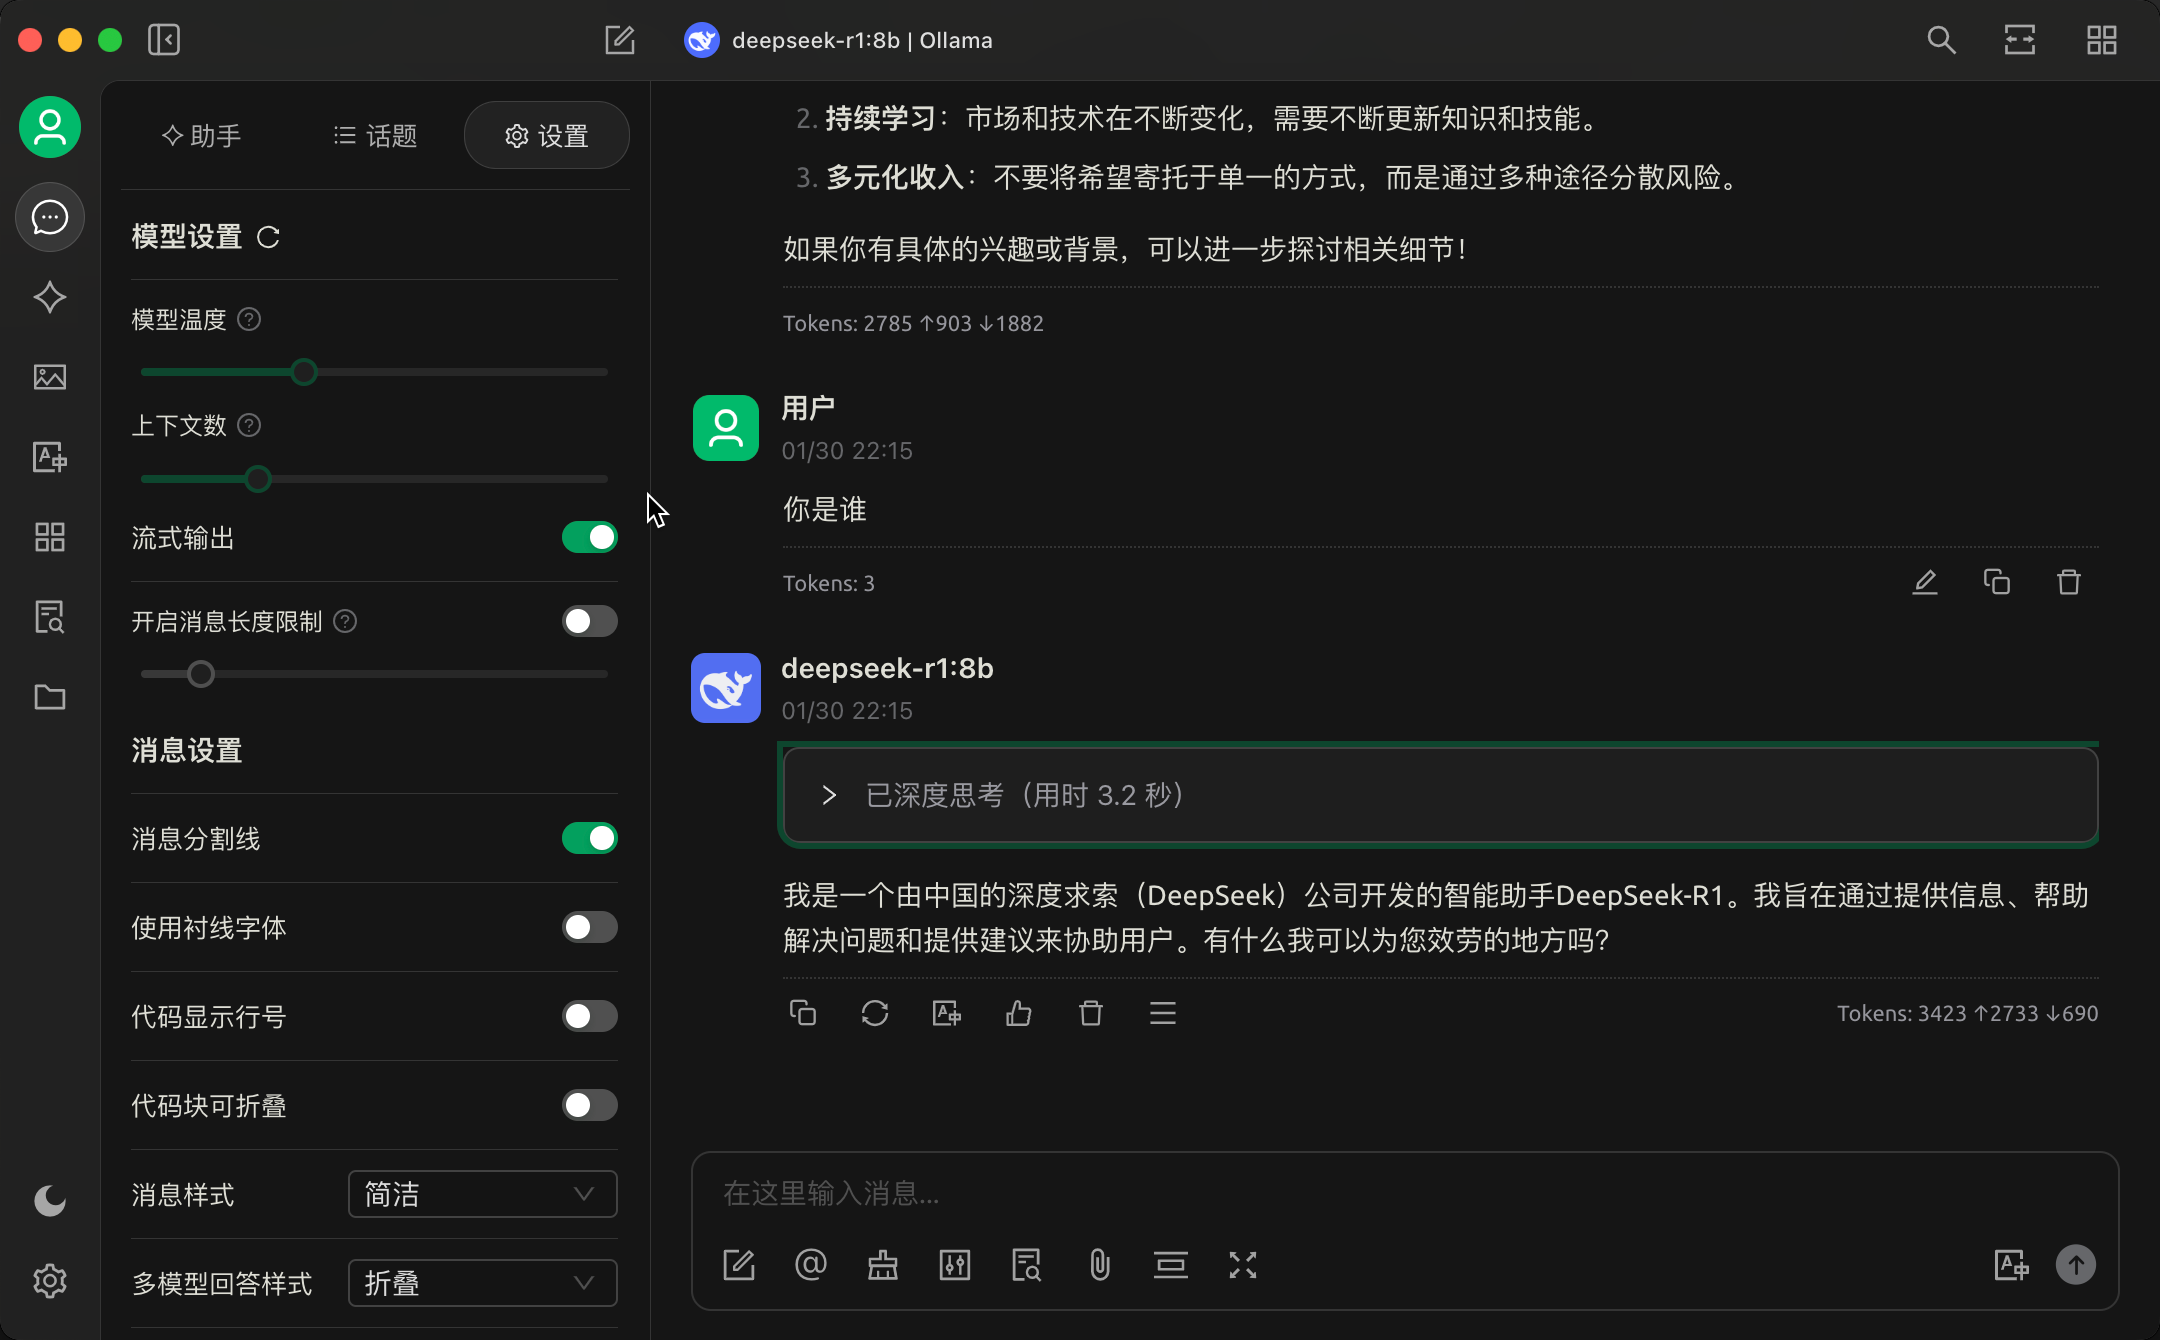 deepseek-r1:8b | Ollama
助手
话题
设置
模型设置
模型温度
上下文数
流式输出
开启消息长度限制
消息设置
消息分割线
使用衬线字体
代码显示行号
代码块可折叠
消息样式
简洁
多模型回答样式
折叠
2. 持续学习：市场和技术在不断变化，需要不断更新知识和技能。
3. 多元化收入：不要将希望寄托于单一的方式，而是通过多种途径分散风险。
如果你有具体的兴趣或背景，可以进一步探讨相关细节！
Tokens: 2785 ↑903 ↓1882
用户
01/30 22:15
你是谁
Tokens: 3
deepseek-r1:8b
01/30 22:15
已深度思考（用时 3.2 秒）
我是一个由中国的深度求索（DeepSeek）公司开发的智能助手DeepSeek-R1。我旨在通过提供信息、帮助
解决问题和提供建议来协助用户。有什么我可以为您效劳的地方吗？
Tokens: 3423 ↑2733 ↓690
在这里输入消息...